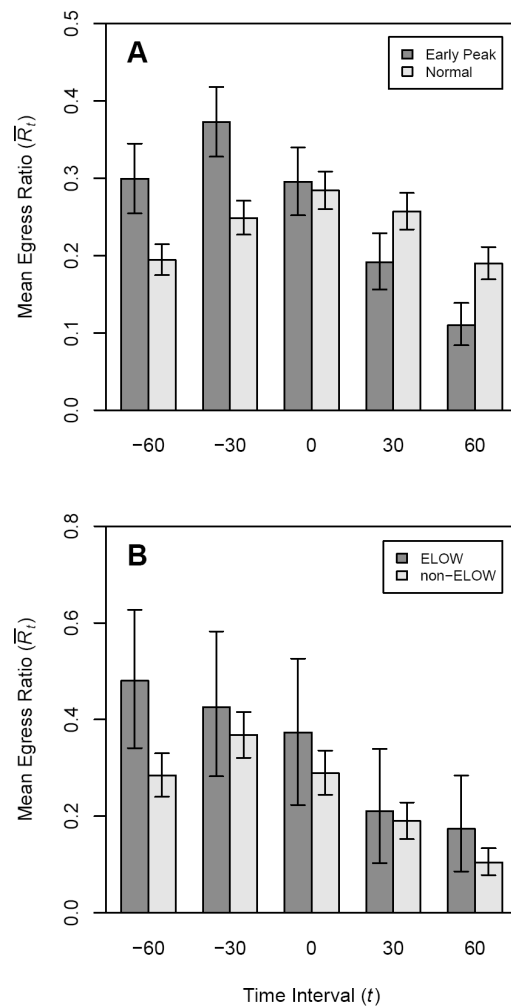 A
Early Peak
Normal
Mean Egress Ratio (R̅t)
0.5
0.4
0.3
0.2
0.1
0.0
−60
−30
0
30
60
B
ELOW
non−ELOW
Mean Egress Ratio (R̅t)
0.8
0.6
0.4
0.2
0.0
−60
−30
0
30
60
Time Interval (t)